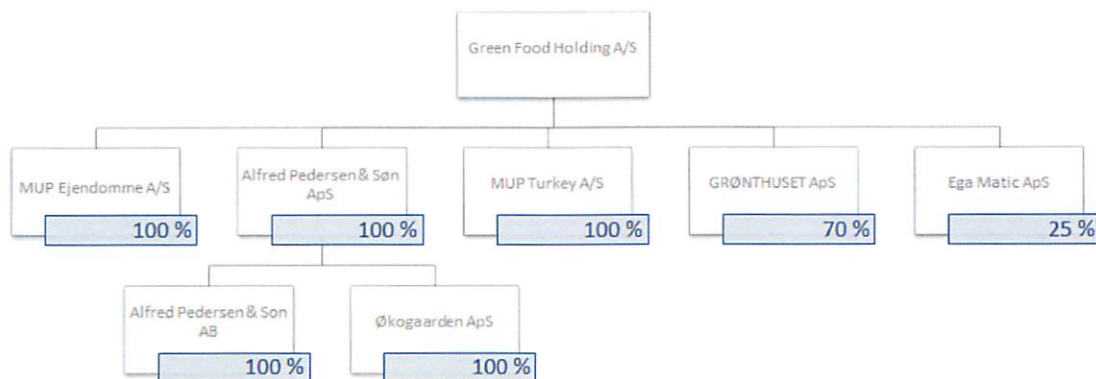 Green Food Holding A/S
MUP Ejendomme A/S
100 %
Alfred Pedersen & Søn
ApS
100 %
MUP Turkey A/S
100 %
GRØNTHUSET ApS
70 %
Ega Matic ApS
25 %
Alfred Pedersen & Son
AB
100 %
Økogaarden ApS
100 %